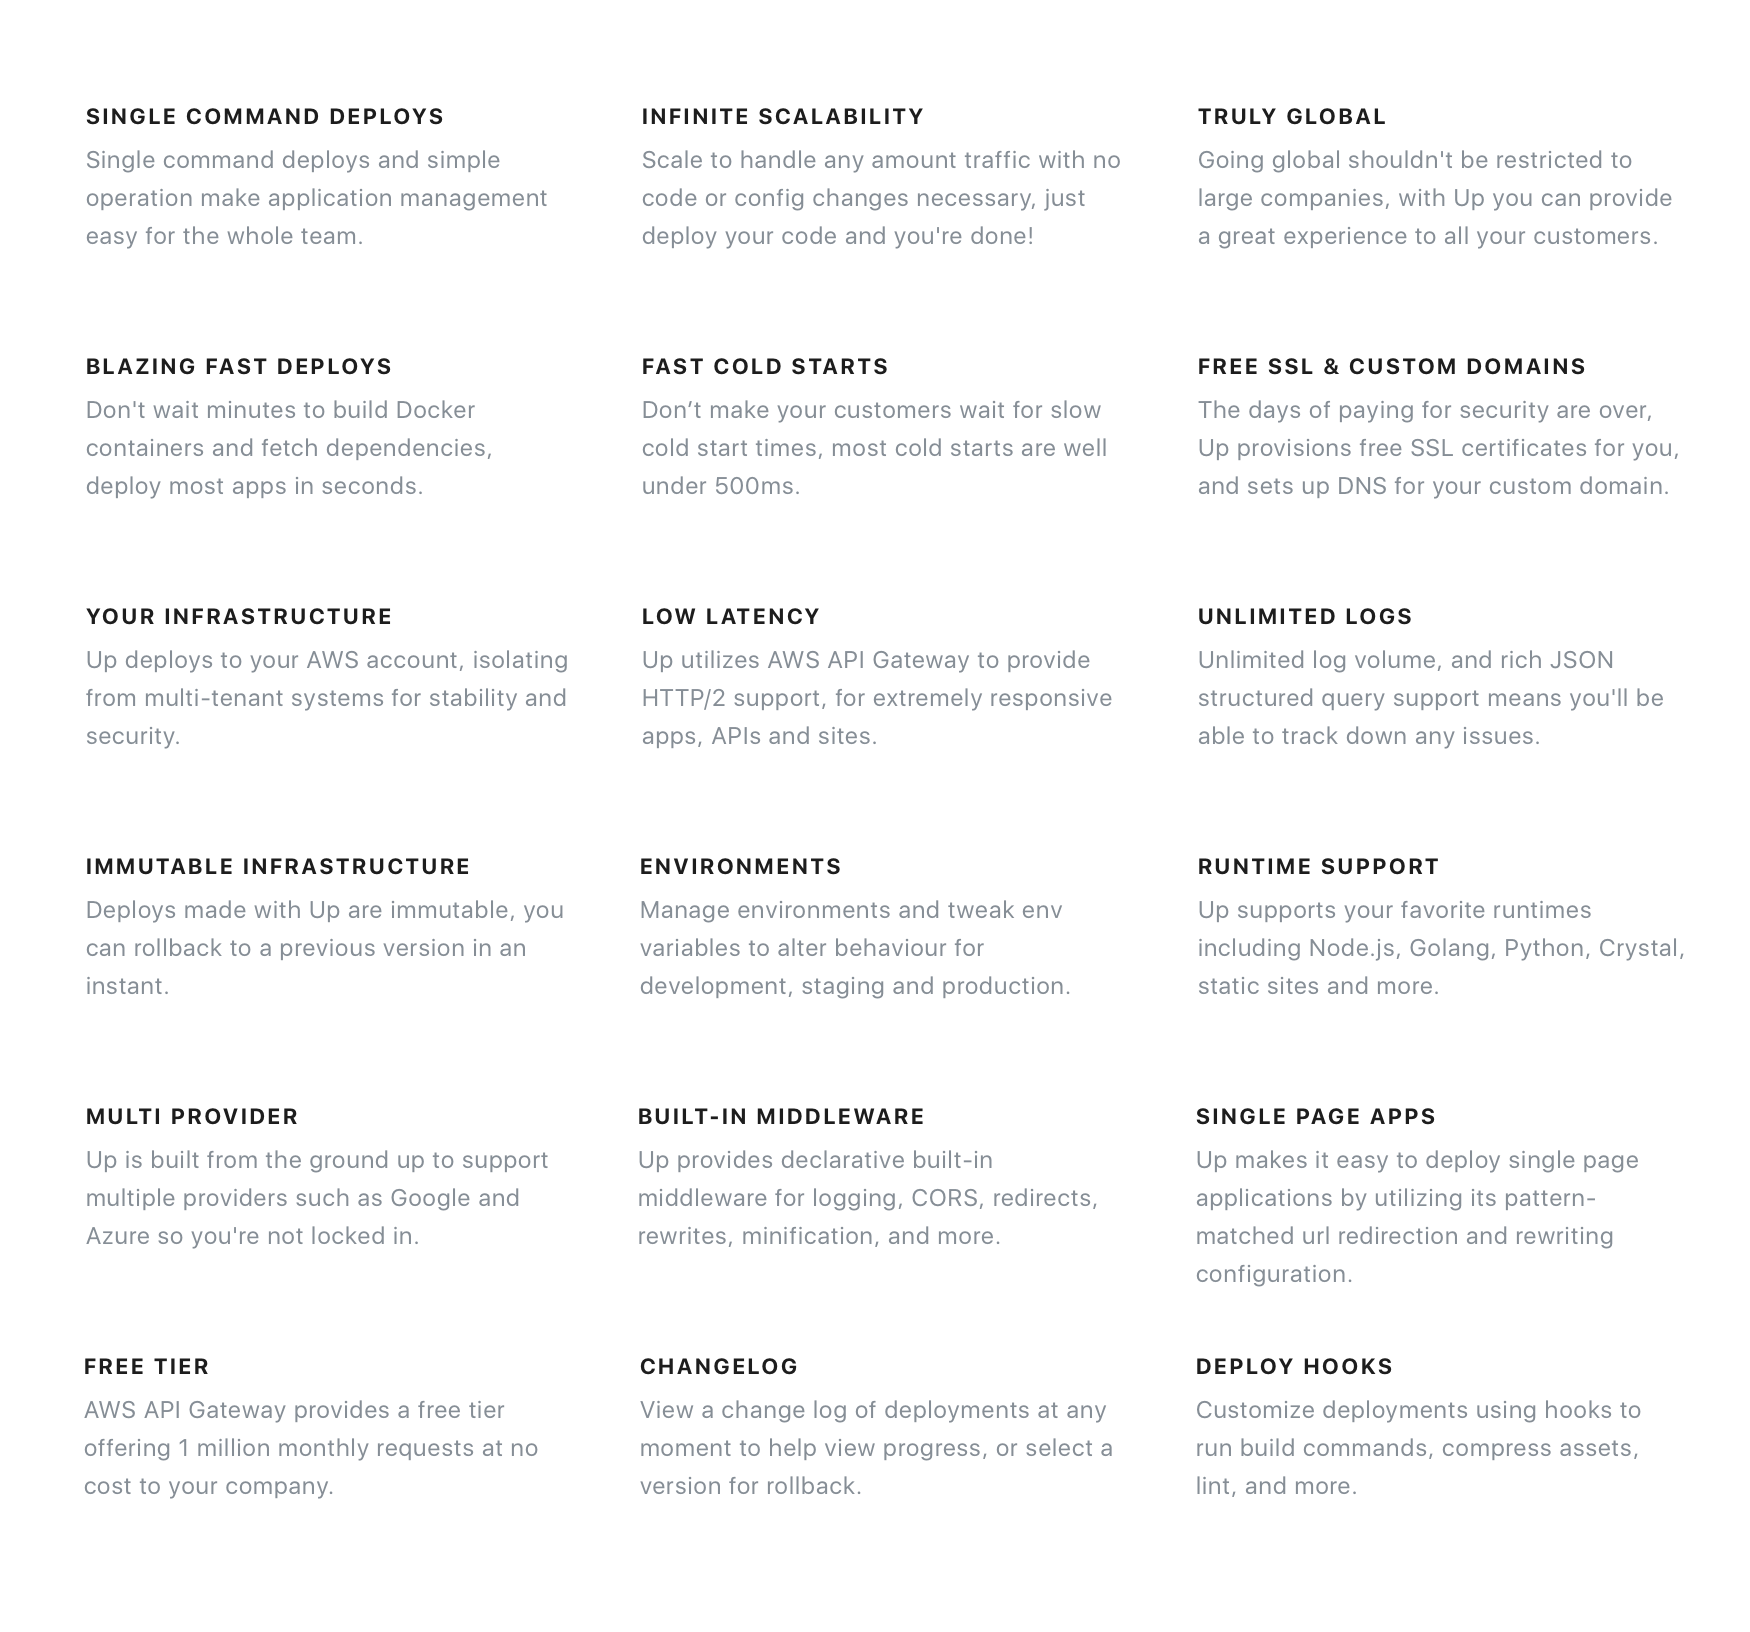 SINGLE COMMAND DEPLOYS
Single command deploys and simple
operation make application management
easy for the whole team.
INFINITE SCALABILITY
Scale to handle any amount traffic with no
code or config changes necessary, just
deploy your code and you're done!
TRULY GLOBAL
Going global shouldn't be restricted to
large companies, with Up you can provide
a great experience to all your customers.
BLAZING FAST DEPLOYS
Don't wait minutes to build Docker
containers and fetch dependencies,
deploy most apps in seconds.
FAST COLD STARTS
Don’t make your customers wait for slow
cold start times, most cold starts are well
under 500ms.
FREE SSL & CUSTOM DOMAINS
The days of paying for security are over,
Up provisions free SSL certificates for you,
and sets up DNS for your custom domain.
YOUR INFRASTRUCTURE
Up deploys to your AWS account, isolating
from multi-tenant systems for stability and
security.
LOW LATENCY
Up utilizes AWS API Gateway to provide
HTTP/2 support, for extremely responsive
apps, APIs and sites.
UNLIMITED LOGS
Unlimited log volume, and rich JSON
structured query support means you'll be
able to track down any issues.
IMMUTABLE INFRASTRUCTURE
Deploys made with Up are immutable, you
can rollback to a previous version in an
instant.
ENVIRONMENTS
Manage environments and tweak env
variables to alter behaviour for
development, staging and production.
RUNTIME SUPPORT
Up supports your favorite runtimes
including Node.js, Golang, Python, Crystal,
static sites and more.
MULTI PROVIDER
Up is built from the ground up to support
multiple providers such as Google and
Azure so you're not locked in.
BUILT-IN MIDDLEWARE
Up provides declarative built-in
middleware for logging, CORS, redirects,
rewrites, minification, and more.
SINGLE PAGE APPS
Up makes it easy to deploy single page
applications by utilizing its pattern-
matched url redirection and rewriting
configuration.
FREE TIER
AWS API Gateway provides a free tier
offering 1 million monthly requests at no
cost to your company.
CHANGELOG
View a change log of deployments at any
moment to help view progress, or select a
version for rollback.
DEPLOY HOOKS
Customize deployments using hooks to
run build commands, compress assets,
lint, and more.